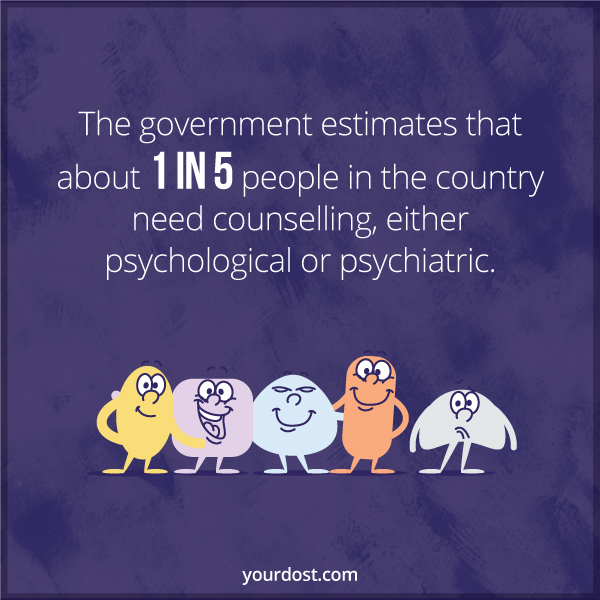 The government estimates that
about 1 IN 5 people in the country
need counselling, either
psychological or psychiatric.
yourdost.com